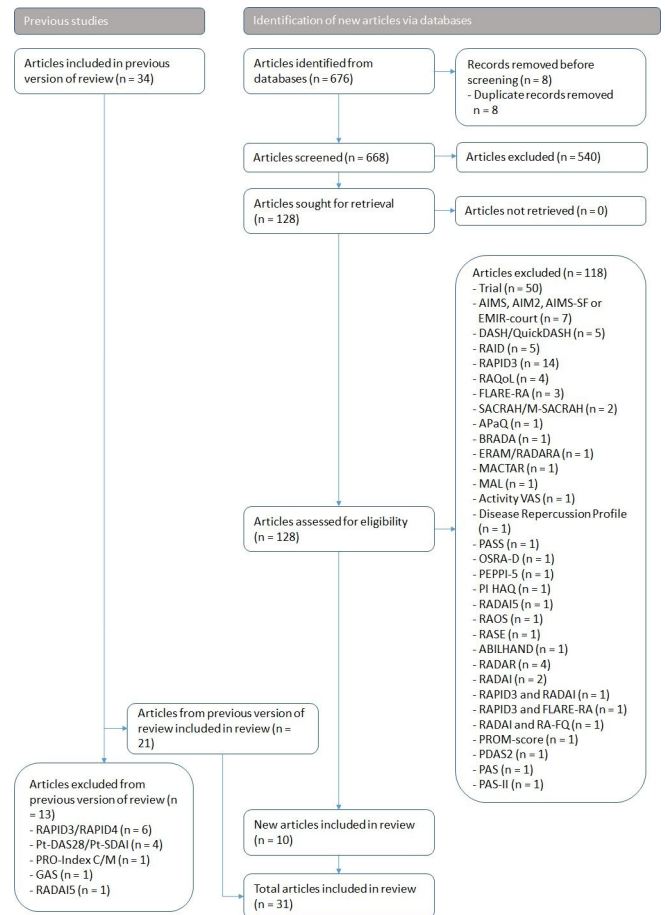 Previous studies
Identification of new articles via databases
Articles included in previous
version of review (n = 34)
Articles identified from
databases (n = 676)
Records removed before
screening (n = 8)
- Duplicate records removed
n = 8
Articles screened (n = 668)
Articles excluded (n = 540)
Articles sought for retrieval
(n = 128)
Articles not retrieved (n = 0)
Articles excluded (n = 118)
- Trial (n = 50)
- AIMS, AIM2, AIMS-SF or
EMIR-court (n = 7)
- DASH/QuickDASH (n = 5)
- RAID (n = 5)
- RAPID3 (n = 14)
- RAQoL (n = 4)
- FLARE-RA (n = 3)
- SACRAH/M-SACRAH (n = 2)
- APaQ (n = 1)
- BRADA (n = 1)
- ERAM/RADARA (n = 1)
- MACTAR (n = 1)
- MAL (n = 1)
- Activity VAS (n = 1)
- Disease Repercussion Profile
(n = 1)
- PASS (n = 1)
- OSRA-D (n = 1)
- PEPPI-5 (n = 1)
- PI HAQ (n = 1)
- RADAI5 (n = 1)
- RAOS (n = 1)
- RASE (n = 1)
- ABILHAND (n = 1)
- RADAR (n = 4)
- RADAI (n = 2)
- RAPID3 and RADAI (n = 1)
- RAPID3 and FLARE-RA (n = 1)
- RADAI and RA-FQ (n = 1)
- PROM-score (n = 1)
- PDAS2 (n = 1)
- PAS (n = 1)
- PAS-II (n = 1)
Articles assessed for eligibility
(n = 128)
Articles from previous version of
review included in review (n =
21)
Articles excluded from
previous version of review (n
= 13)
- RAPID3/RAPID4 (n = 6)
- Pt-DAS28/Pt-SDAI (n = 4)
- PRO-Index C/M (n = 1)
- GAS (n = 1)
- RADAI5 (n = 1)
New articles included in review
(n = 10)
Total articles included in review
(n = 31)